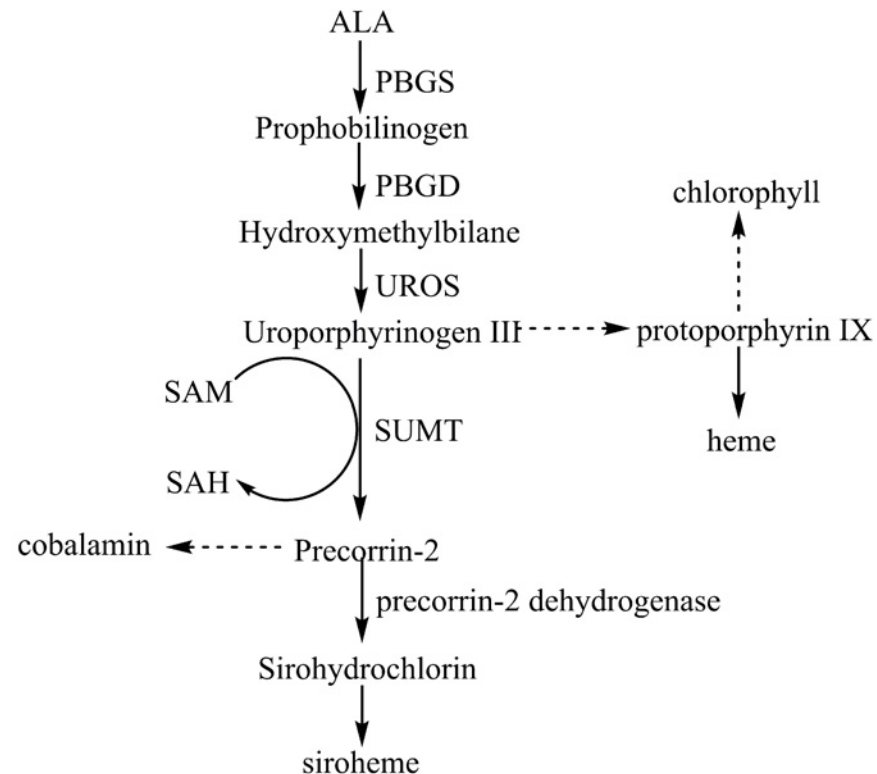 ALA
PBGS
Prophobilinogen
PBGD
chlorophyll
Hydroxymethylbilane
UROS
Uroporphyrinogen III
protoporphyrin IX
SAM
SUMT
heme
SAH
cobalamin
Precorrin-2
precorrin-2 dehydrogenase
Sirohydrochlorin
siroheme